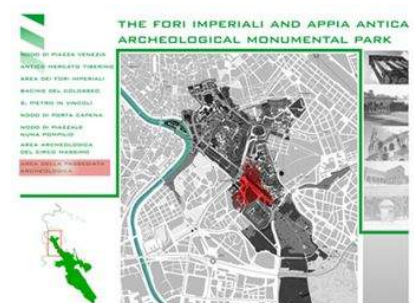 THE FORI IMPERIALI AND APPIA ANTICA
ARCHEOLOGICAL MONUMENTAL PARK
NODO DI PIAZZA VENEZIA
ANTICO MERCATO TIBERINO
AREA DEI FORI IMPERIALI
BACINO DEL COLOSSEO
S. PIETRO IN VINCOLI
NODO DI PORTA CAPENA
NODO DI PIAZZALE
NUMA POMPILIO
AREA ARCHEOLOGICA
DEL CIRCO MASSIMO
AREA DELLA PASSEGIATA
ARCHEOLOGICA